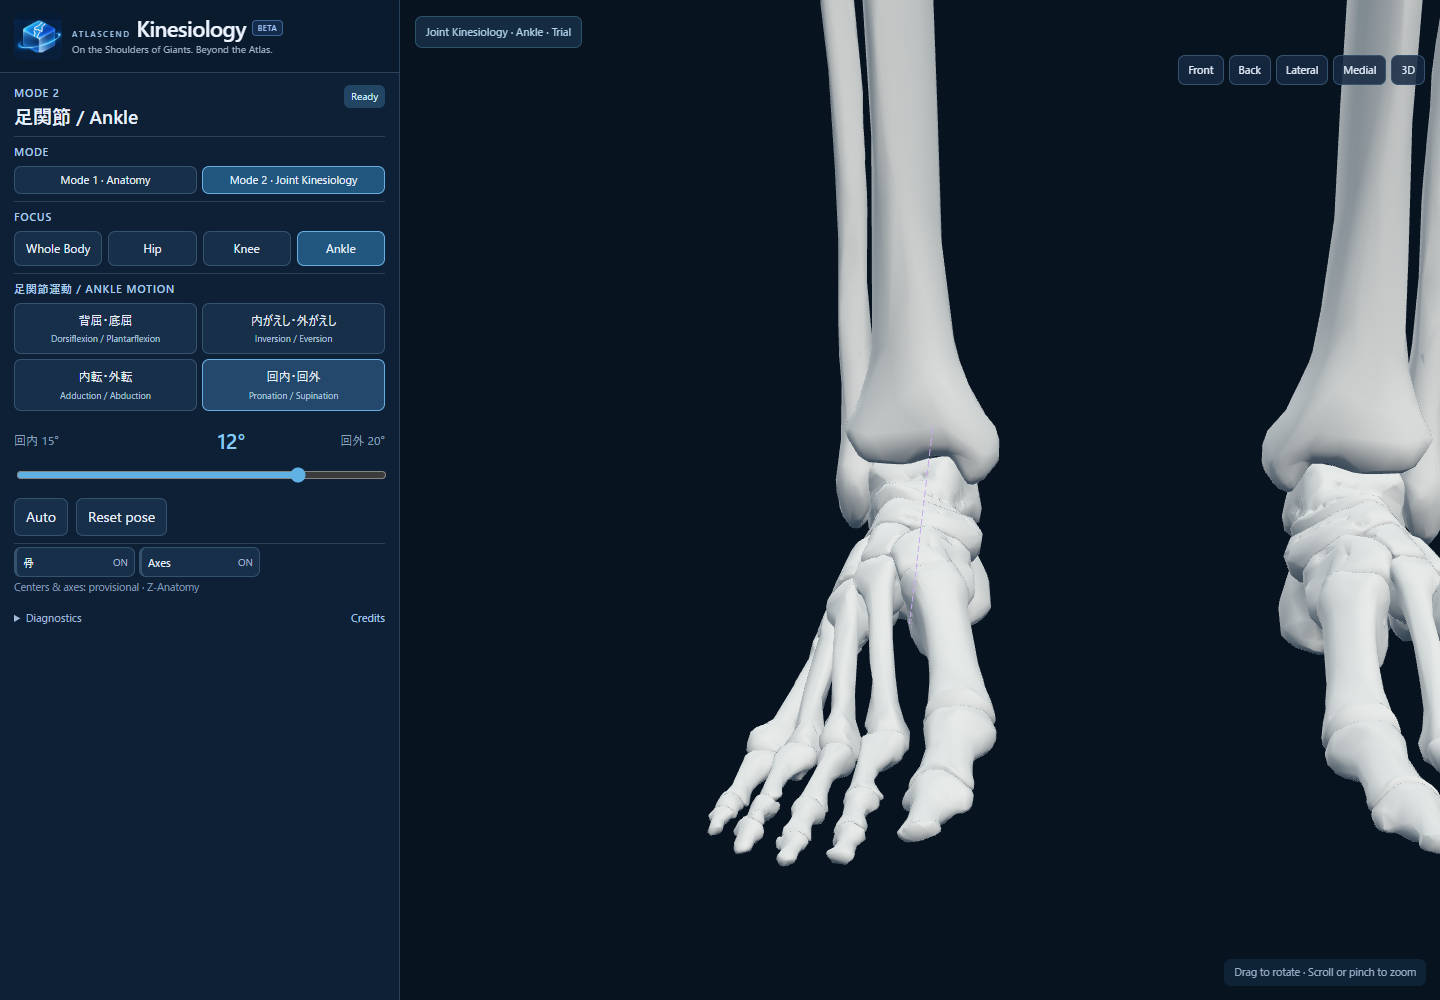 ATLASCEND Kinesiology BETA
On the Shoulders of Giants. Beyond the Atlas.
MODE 2
Ready
足関節 / Ankle
MODE
Mode 1 · Anatomy
Mode 2 · Joint Kinesiology
FOCUS
Whole Body
Hip
Knee
Ankle
足関節運動 / ANKLE MOTION
背屈・底屈
Dorsiflexion / Plantarflexion
内がえし・外がえし
Inversion / Eversion
内転・外転
Adduction / Abduction
回内・回外
Pronation / Supination
回内 15°
12°
回外 20°
Auto
Reset pose
骨 ON
Axes ON
Centers & axes: provisional · Z-Anatomy
Diagnostics
Credits
Joint Kinesiology · Ankle · Trial
Front
Back
Lateral
Medial
3D
Drag to rotate · Scroll or pinch to zoom